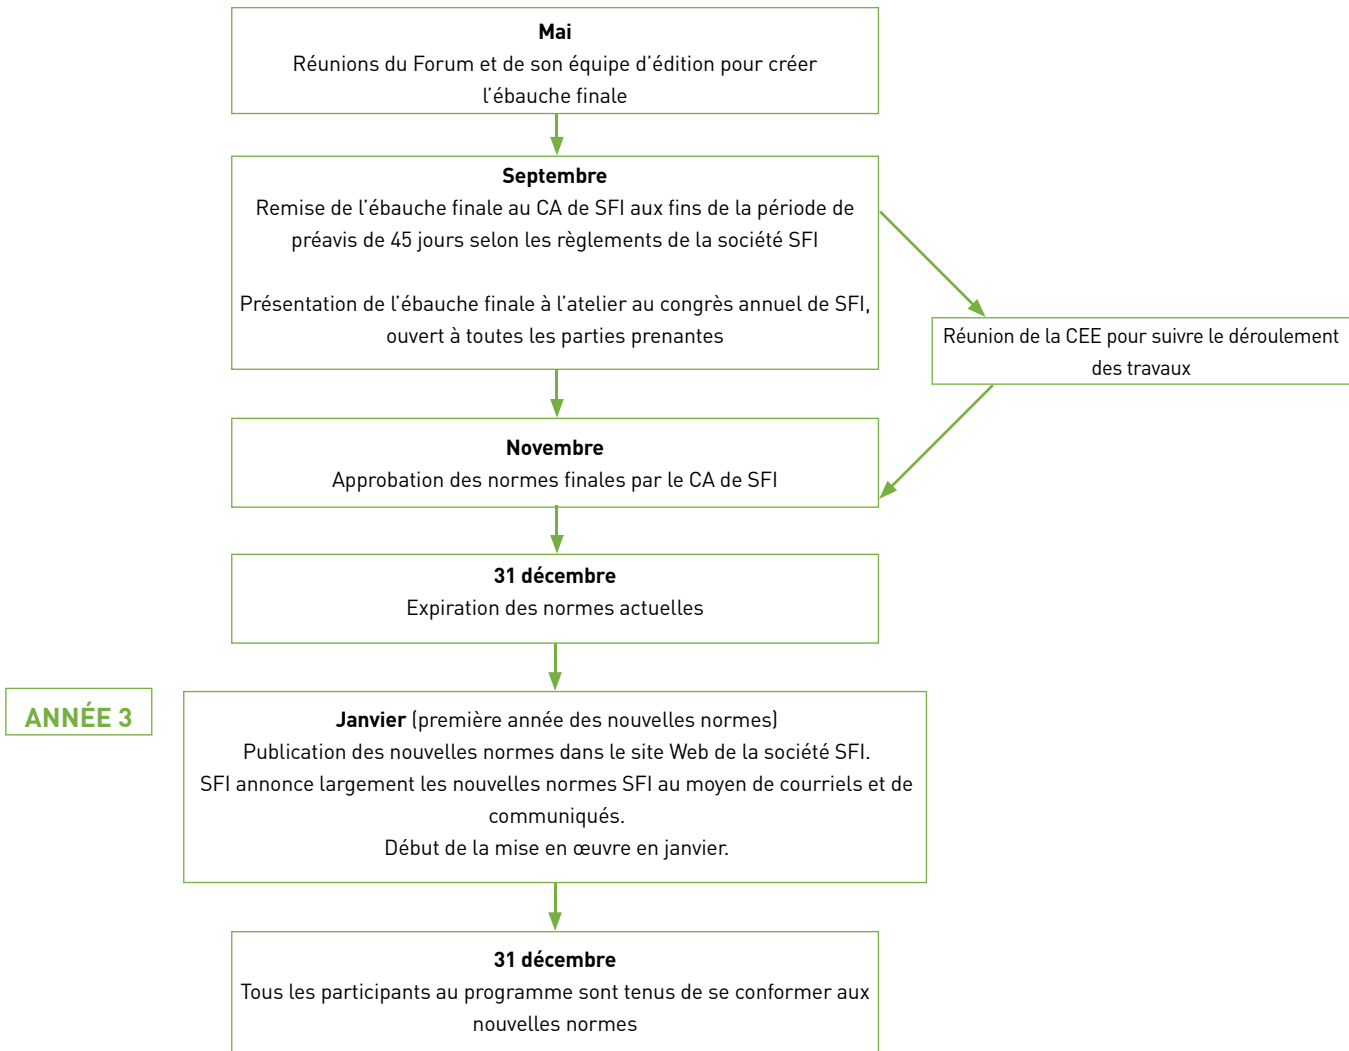 Mai
Réunions du Forum et de son équipe d'édition pour créer
l'ébauche finale
Septembre
Remise de l'ébauche finale au CA de SFI aux fins de la période de
préavis de 45 jours selon les règlements de la société SFI
Présentation de l'ébauche finale à l'atelier au congrès annuel de SFI,
ouvert à toutes les parties prenantes
Réunion de la CEE pour suivre le déroulement
des travaux
Novembre
Approbation des normes finales par le CA de SFI
31 décembre
Expiration des normes actuelles
ANNÉE 3
Janvier (première année des nouvelles normes)
Publication des nouvelles normes dans le site Web de la société SFI.
SFI annonce largement les nouvelles normes SFI au moyen de courriels et de
communiqués.
Début de la mise en œuvre en janvier.
31 décembre
Tous les participants au programme sont tenus de se conformer aux
nouvelles normes